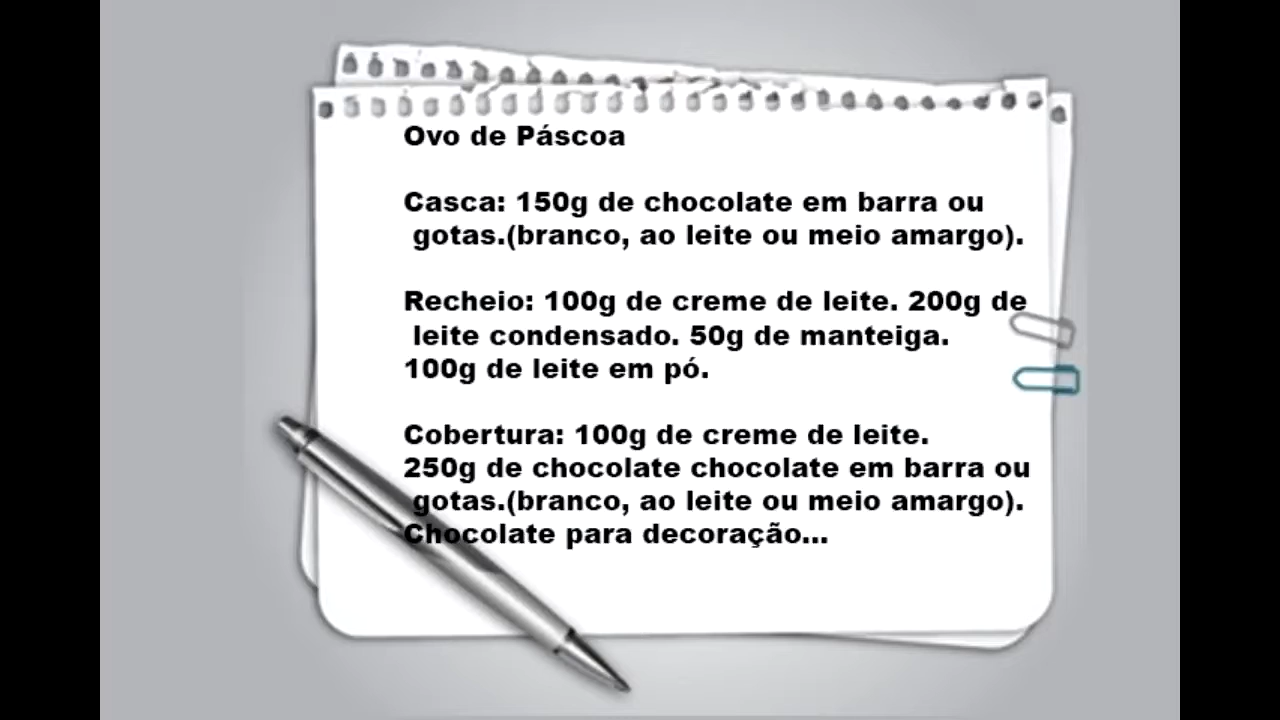 Ovo de Páscoa
Casca: 150g de chocolate em barra ou
gotas.(branco, ao leite ou meio amargo).
Recheio: 100g de creme de leite. 200g de
leite condensado. 50g de manteiga.
100g de leite em pó.
Cobertura: 100g de creme de leite.
250g de chocolate chocolate em barra ou
gotas.(branco, ao leite ou meio amargo).
Chocolate para decoração...